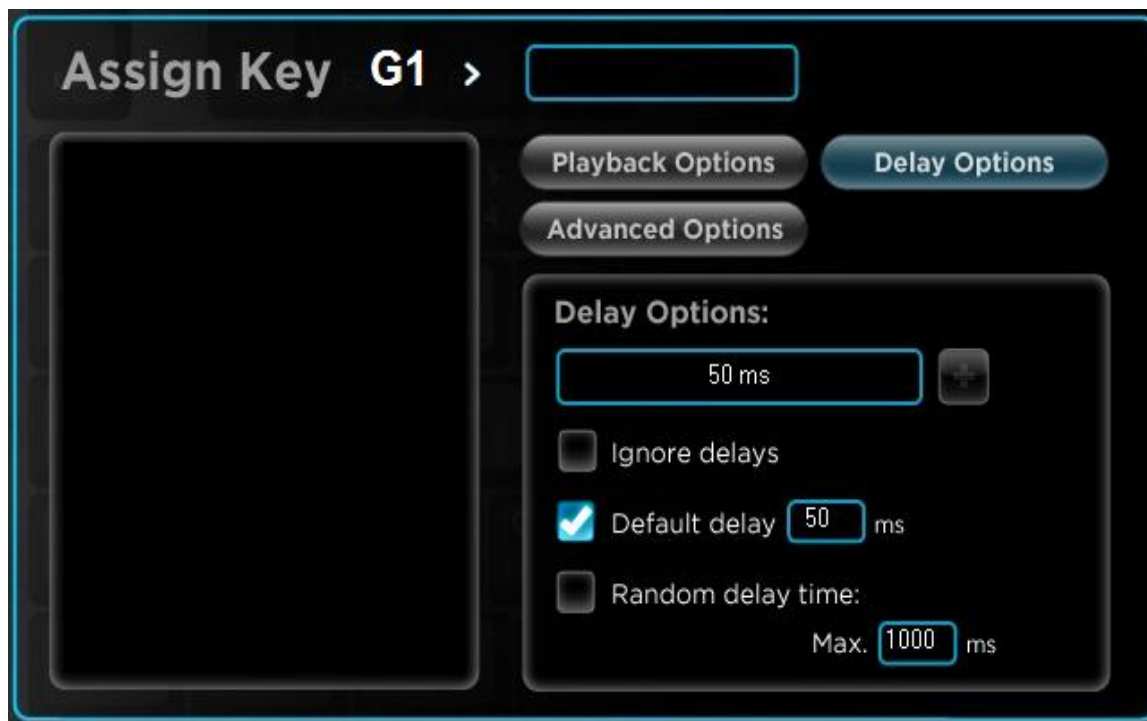 Assign Key G1 >
Playback Options Delay Options
Advanced Options
Delay Options:
50 ms +
Ignore delays
Default delay 50 ms
Random delay time:
Max. 1000 ms